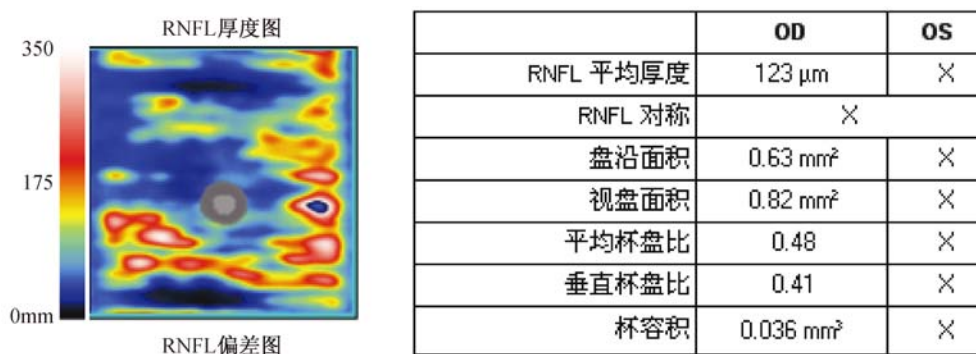 RNFL厚度图
350
175
0mm
RNFL偏差图
OD OS
RNFL 平均厚度 123 μm X
RNFL 对称 X
盘沿面积 0.63 mm² X
视盘面积 0.82 mm² X
平均杯盘比 0.48 X
垂直杯盘比 0.41 X
杯容积 0.036 mm³ X